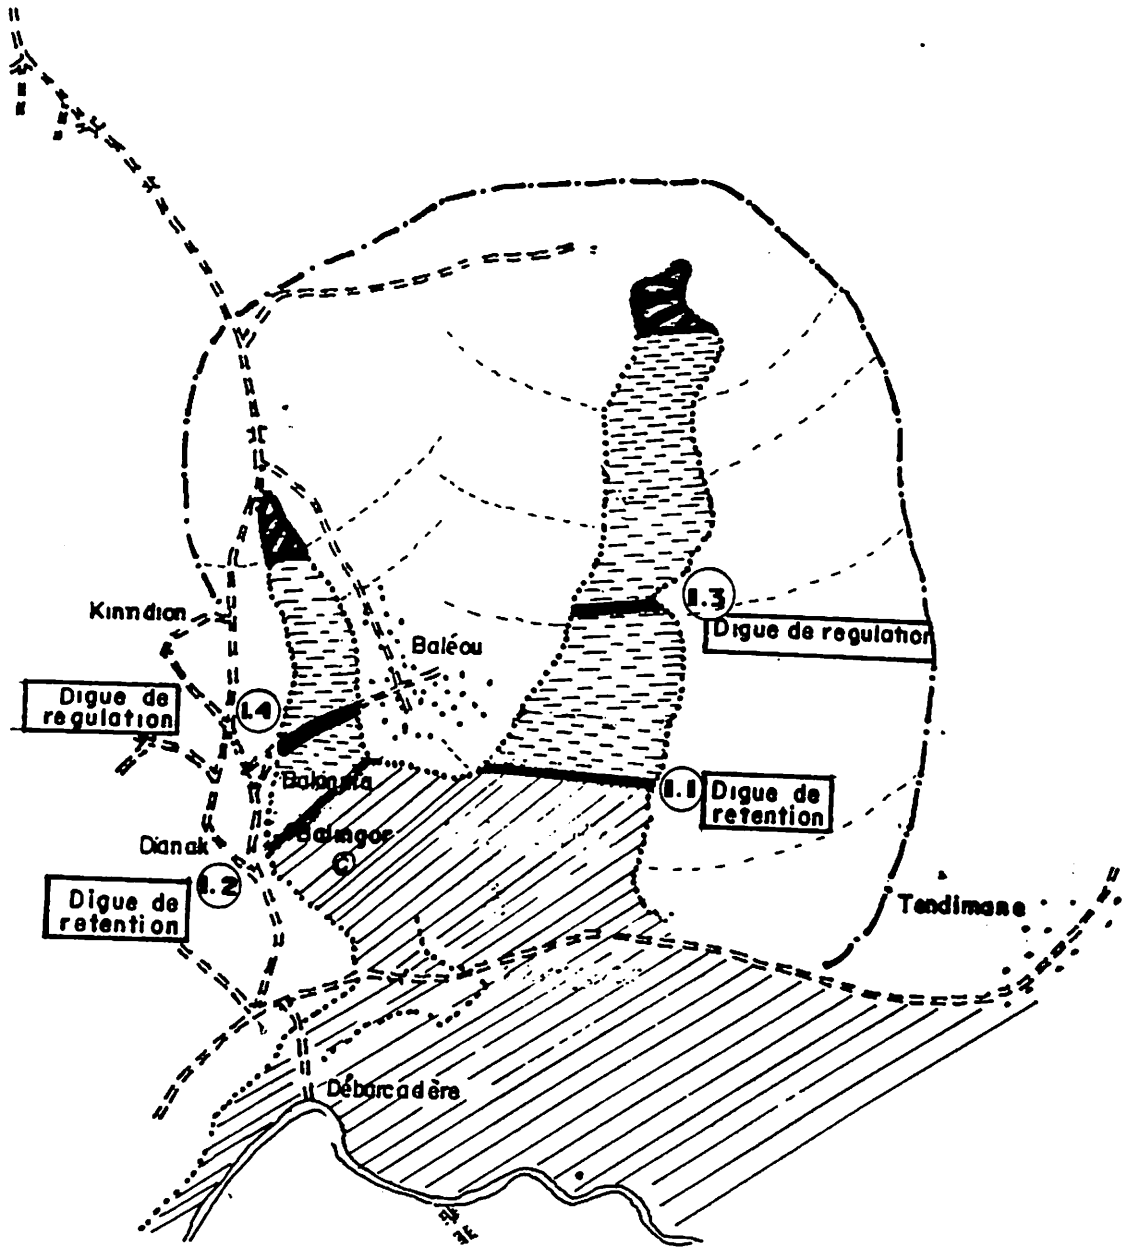 Kinndion
1.3
Digue de regulation
Baléou
Digue de
regulation
1.4
Balandia
1.1
Digue de
retention
Balingor
Dianak
C
1.2
Digue de
retention
Tendimane
Débarcadère